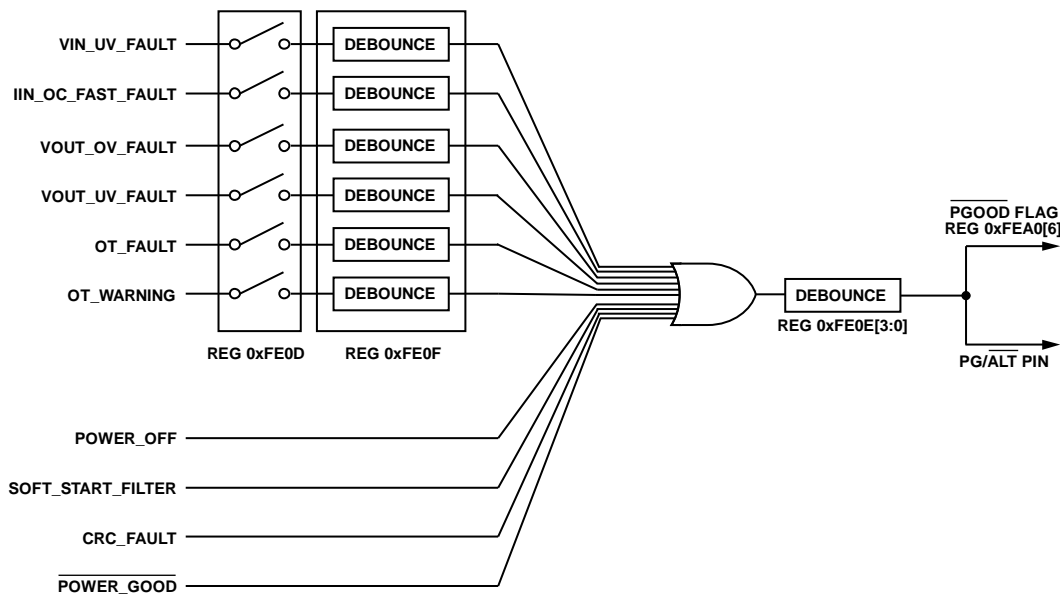 VIN_UV_FAULT
DEBOUNCE
IIN_OC_FAST_FAULT
DEBOUNCE
VOUT_OV_FAULT
DEBOUNCE
VOUT_UV_FAULT
DEBOUNCE
OT_FAULT
DEBOUNCE
OT_WARNING
DEBOUNCE
REG 0xFE0D
REG 0xFE0F
POWER_OFF
SOFT_START_FILTER
CRC_FAULT
POWER_GOOD
DEBOUNCE
REG 0xFE0E[3:0]
PGOOD FLAG
REG 0xFEA0[6]
PG/ALT PIN